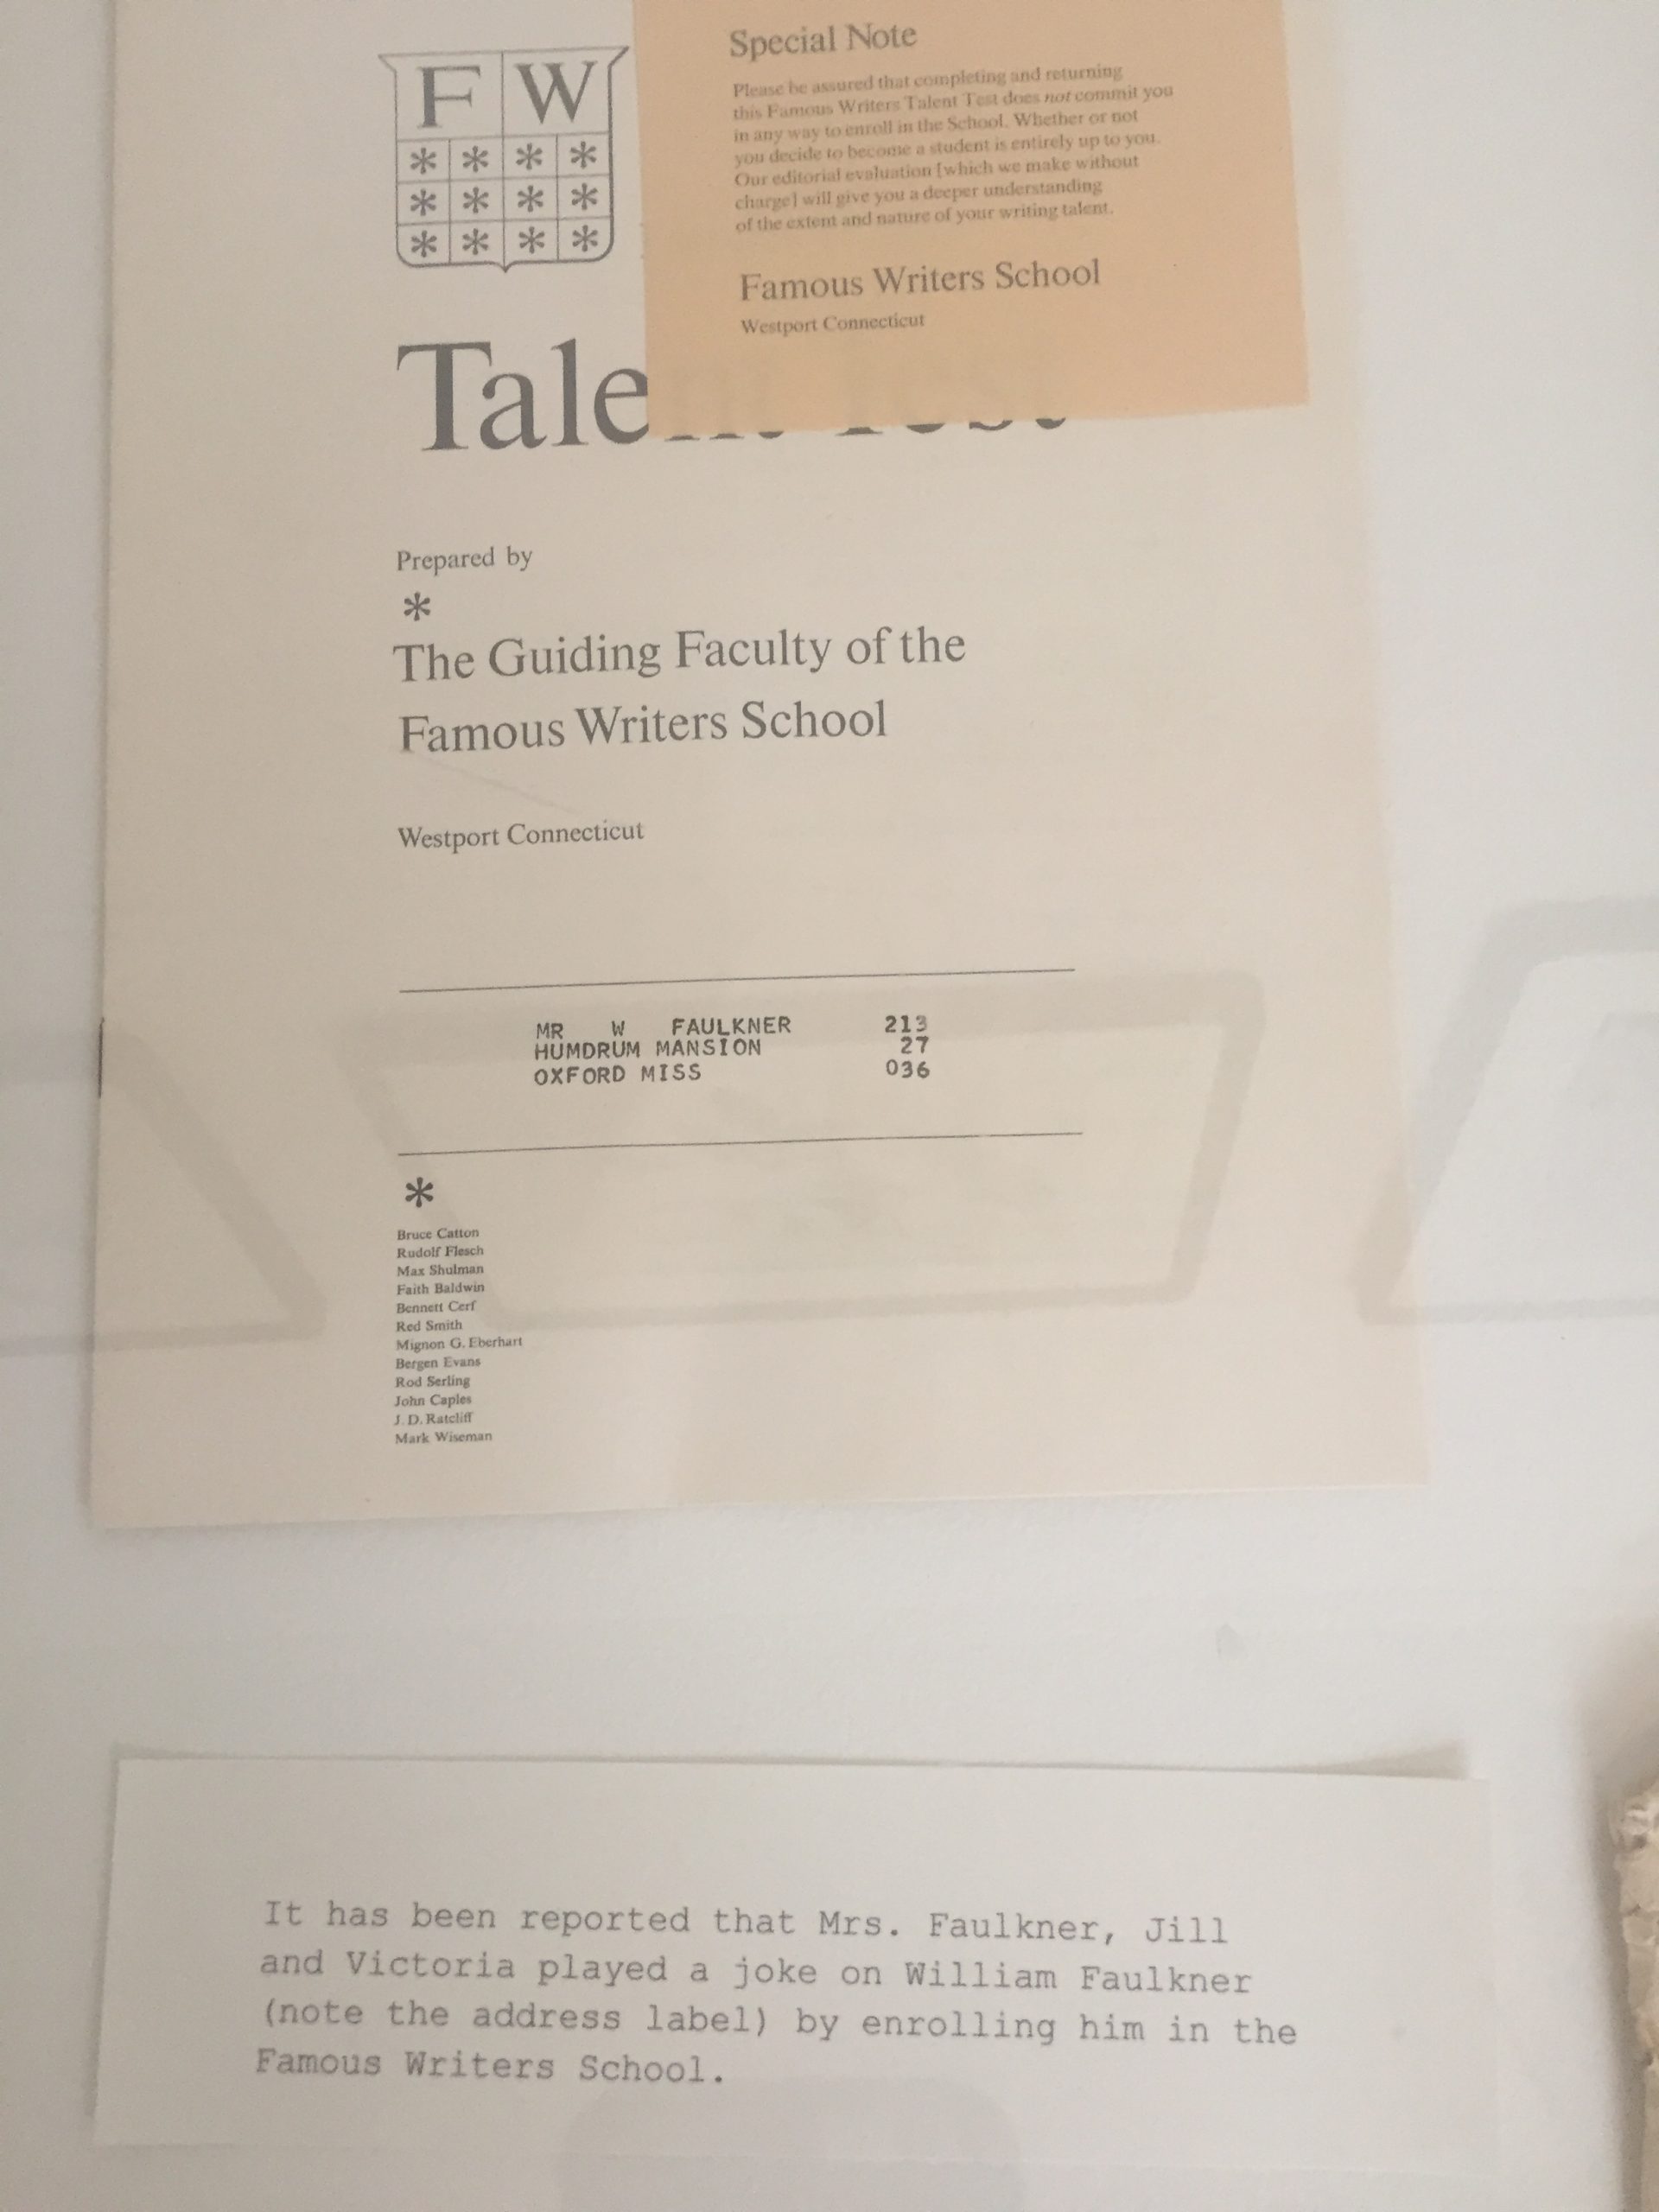 F W
* * * *
* * * *
* * * *
Special Note
Please be assured that completing and returning
this Famous Writers Talent Test does not commit you
in any way to enroll in the School. Whether or not
you decide to become a student is entirely up to you.
Our editorial evaluation [which we make without
charge] will give you a deeper understanding
of the extent and nature of your writing talent.
Famous Writers School
Westport Connecticut
Talent Test
Prepared by
*
The Guiding Faculty of the
Famous Writers School
Westport Connecticut
MR W FAULKNER 213
HUMDRUM MANSION 27
OXFORD MISS 036
*
Bruce Catton
Rudolf Flesch
Max Shulman
Faith Baldwin
Bennett Cerf
Red Smith
Mignon G. Eberhart
Bergen Evans
Rod Serling
John Caples
J. D. Ratcliff
Mark Wiseman
It has been reported that Mrs. Faulkner, Jill
and Victoria played a joke on William Faulkner
(note the address label) by enrolling him in the
Famous Writers School.